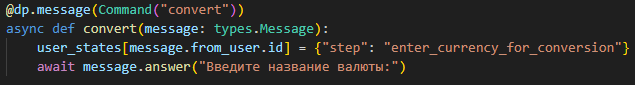 @dp.message(Command("convert"))
async def convert(message: types.Message):
    user_states[message.from_user.id] = {"step": "enter_currency_for_conversion"}
    await message.answer("Введите название валюты:")